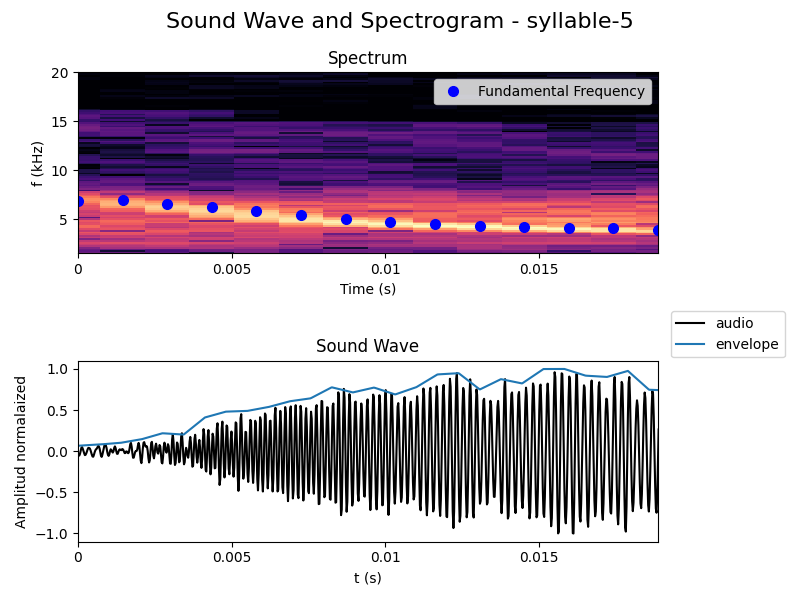 Sound Wave and Spectrogram - syllable-5
Spectrum
20
15
10
5
f (kHz)
Fundamental Frequency
0
0.005
0.01
0.015
Time (s)
audio
envelope
Sound Wave
1.0
0.5
0.0
−0.5
−1.0
Amplitud normalaized
0
0.005
0.01
0.015
t (s)